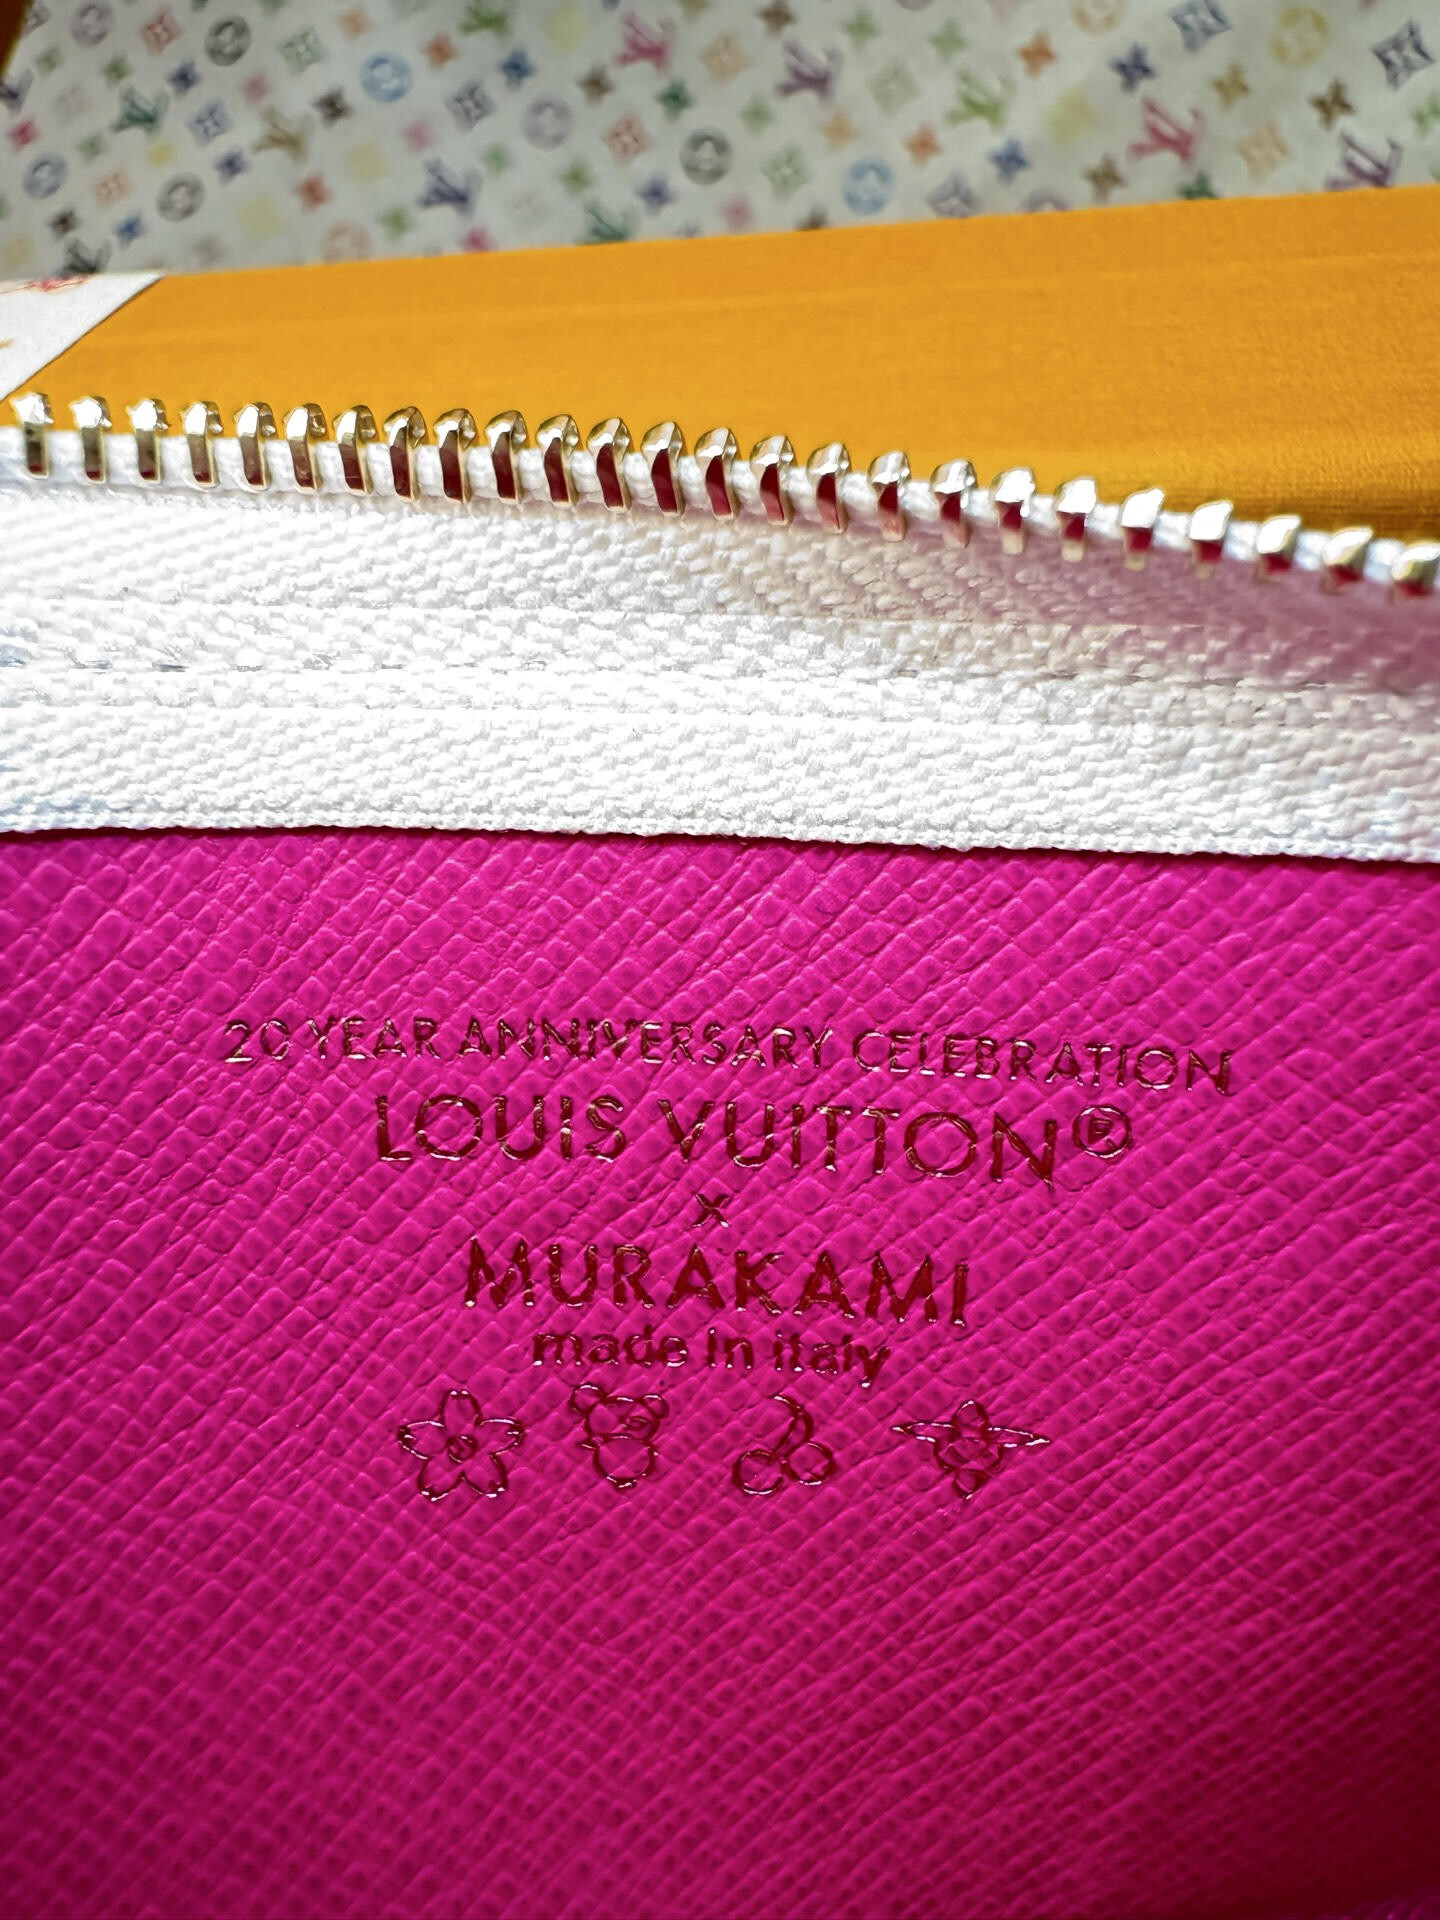 20 YEAR ANNIVERSARY CELEBRATION
LOUIS VUITTON®
x
MURAKAMI
made in italy